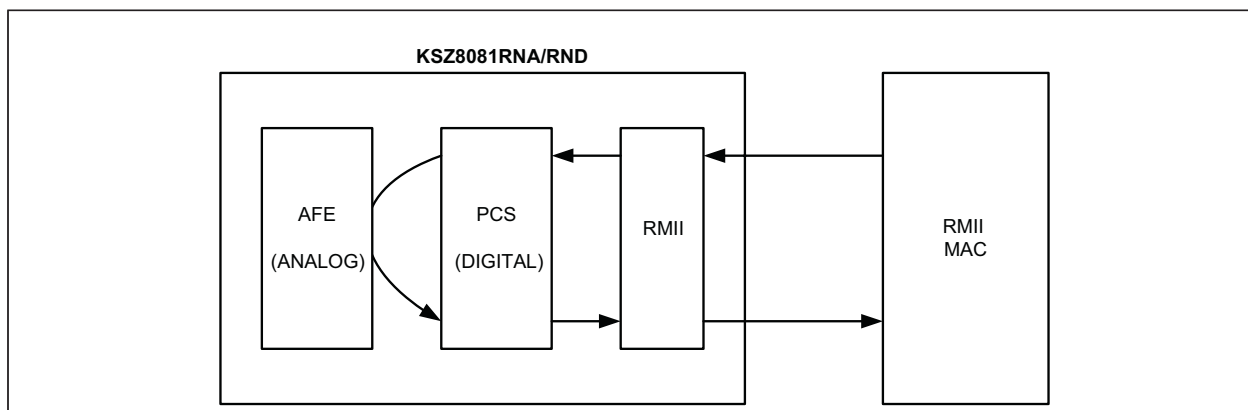 KSZ8081RNA/RND
AFE
(ANALOG)
PCS
(DIGITAL)
RMII
RMII
MAC